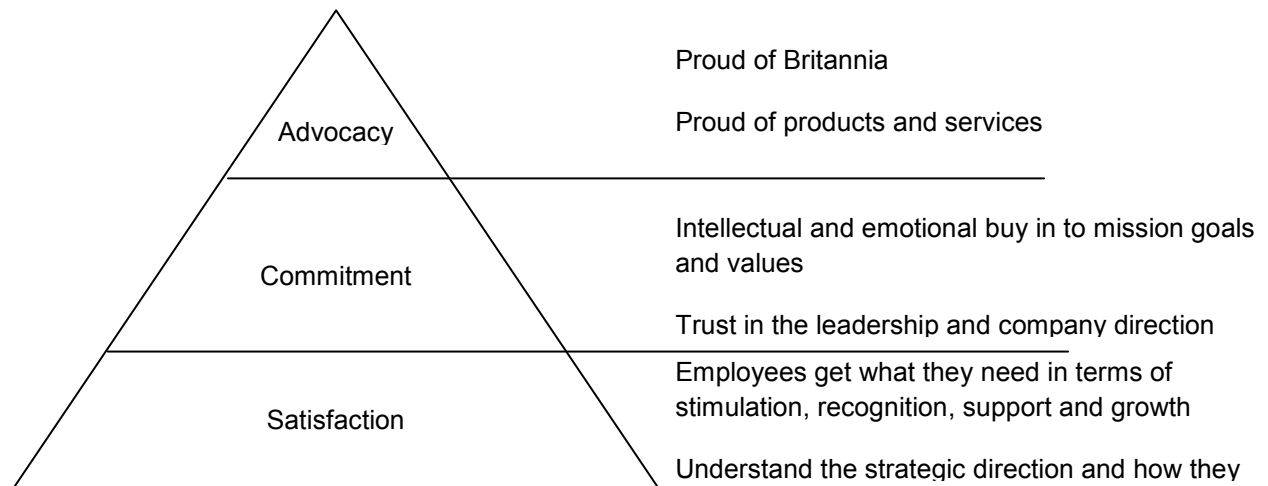 Proud of Britannia
Advocacy
Proud of products and services
Intellectual and emotional buy in to mission goals
and values
Commitment
Trust in the leadership and company direction
Employees get what they need in terms of
stimulation, recognition, support and growth
Satisfaction
Understand the strategic direction and how they